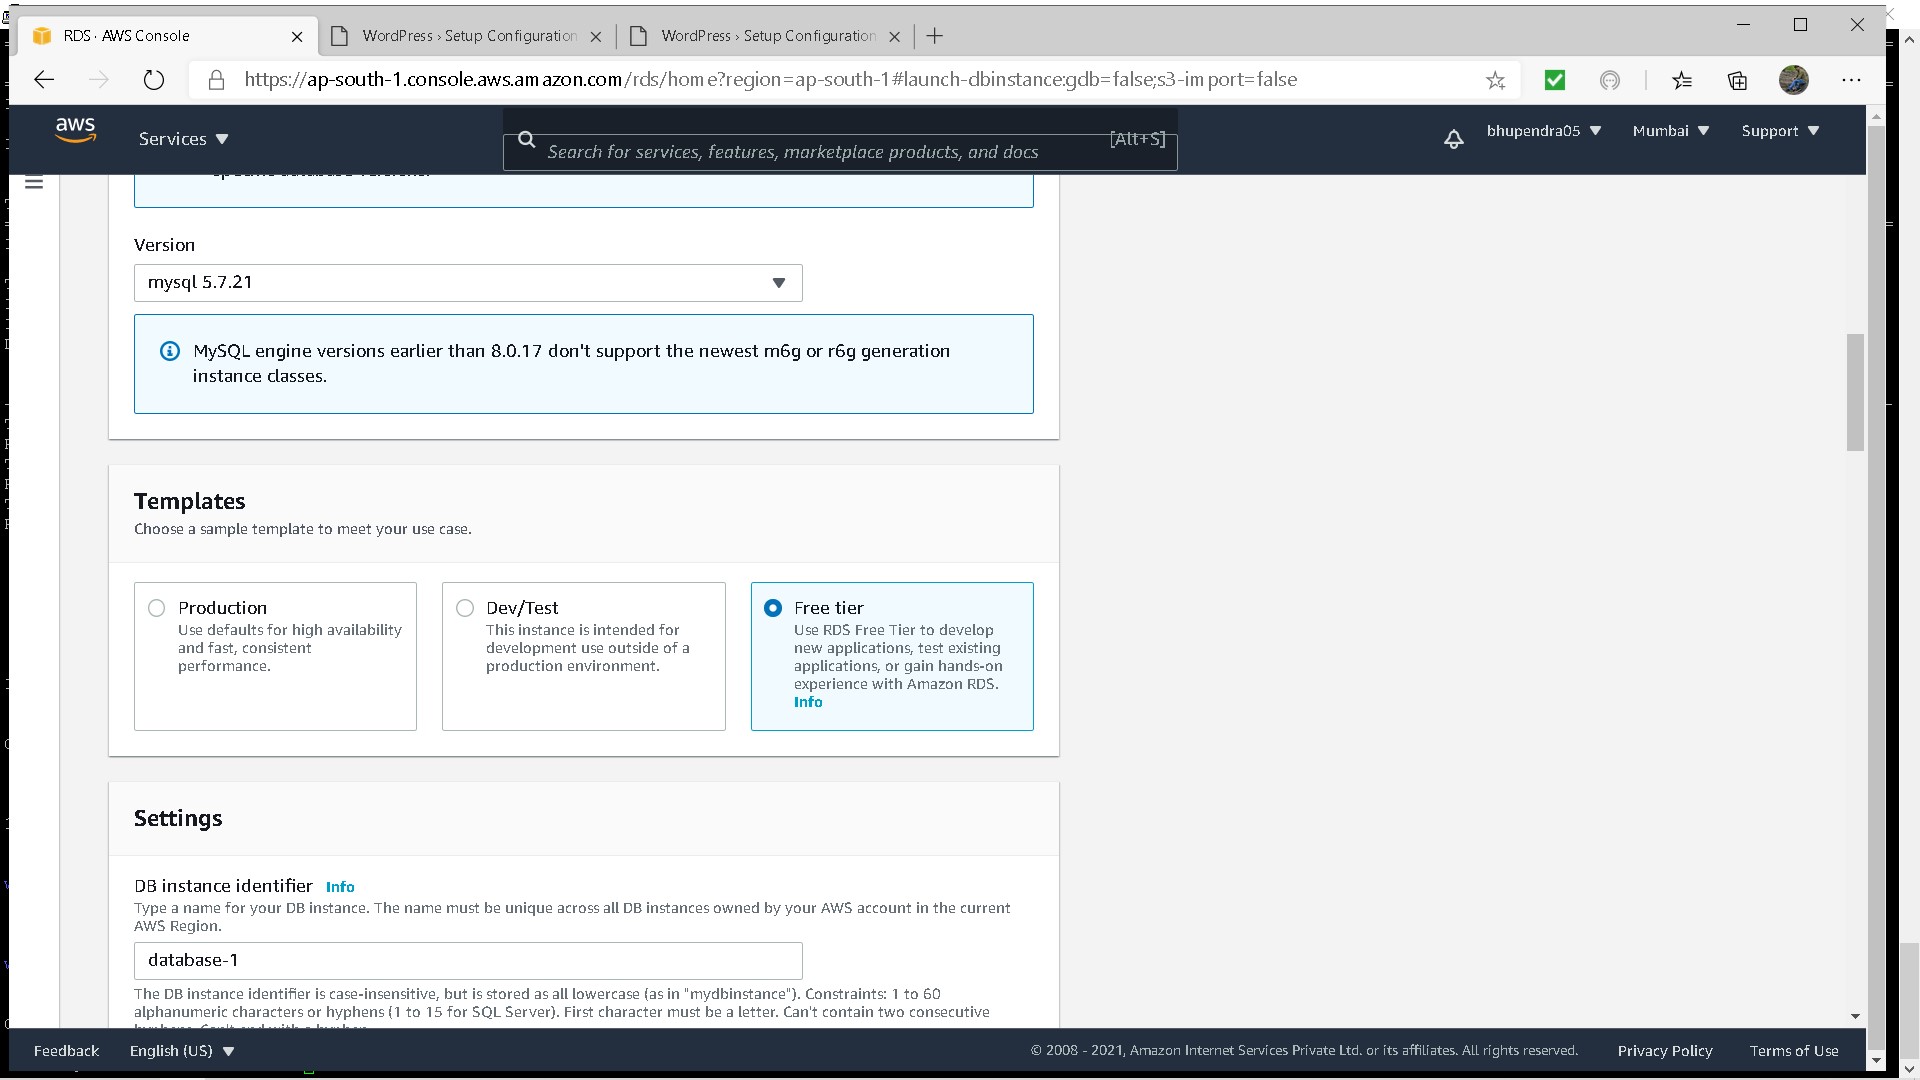 RDS · AWS Console
WordPress › Setup Configuration
WordPress › Setup Configuration
https://ap-south-1.console.aws.amazon.com/rds/home?region=ap-south-1#launch-dbinstance:gdb=false;s3-import=false
aws
Services
Search for services, features, marketplace products, and docs
[Alt+S]
bhupendra05
Mumbai
Support
Version
mysql 5.7.21
MySQL engine versions earlier than 8.0.17 don't support the newest m6g or r6g generation
instance classes.
Templates
Choose a sample template to meet your use case.
Production
Use defaults for high availability
and fast, consistent
performance.
Dev/Test
This instance is intended for
development use outside of a
production environment.
Free tier
Use RDS Free Tier to develop
new applications, test existing
applications, or gain hands-on
experience with Amazon RDS.
Info
Settings
DB instance identifier Info
Type a name for your DB instance. The name must be unique across all DB instances owned by your AWS account in the current
AWS Region.
database-1
The DB instance identifier is case-insensitive, but is stored as all lowercase (as in "mydbinstance"). Constraints: 1 to 60
alphanumeric characters or hyphens (1 to 15 for SQL Server). First character must be a letter. Can't contain two consecutive
Feedback
English (US)
© 2008 - 2021, Amazon Internet Services Private Ltd. or its affiliates. All rights reserved.
Privacy Policy
Terms of Use